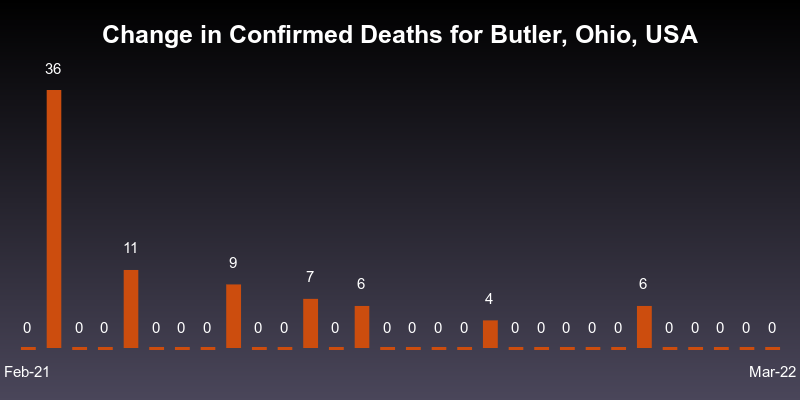 Change in Confirmed Deaths for Butler, Ohio, USA
0 36 0 0 11 0 0 0 9 0 0 7 0 6 0 0 0 0 4 0 0 0 0 0 6 0 0 0 0 0
Feb-21 Mar-22